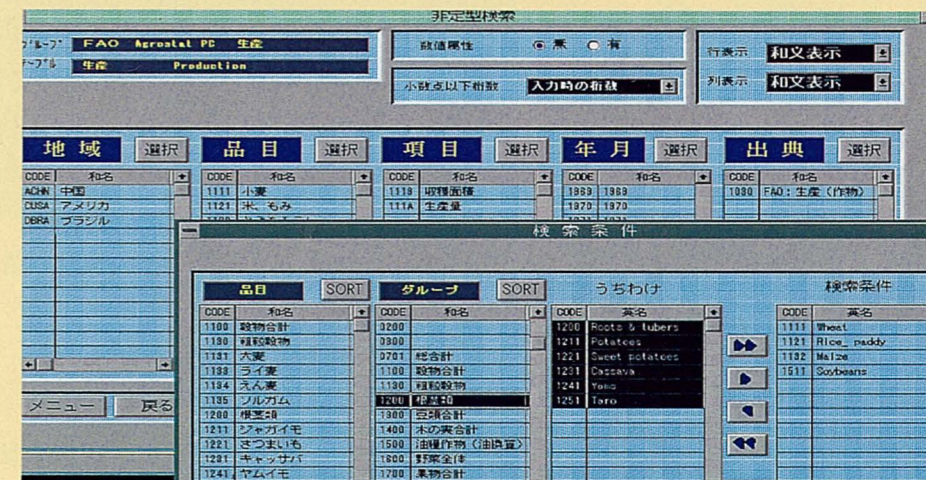 非定型検索
FAO Agrostat PC 生産
生産 Production
数値属性 無 有
小数点以下桁数 入力時の桁数
行表示 和文表示
列表示 和文表示
地域 選択
品目 選択
項目 選択
年月 選択
出典 選択
CODE 和名
ACHN 中国
CUSA アメリカ
DBRA ブラジル
CODE 和名
1111 小麦
1121 米、もみ
CODE 和名
1119 収穫面積
111A 生産量
CODE 和名
1969 1969
1970 1970
CODE 和名
1090 FAO：生産（作物）
メニュー 戻る
検索条件
品目 SORT
グループ SORT
うちわけ
検索条件
CODE 和名
1100 穀物合計
1130 粗粒穀物
1131 大麦
1133 ライ麦
1134 えん麦
1135 ソルガム
1200 根茎類
1211 ジャガイモ
1221 さつまいも
1231 キャッサバ
1241 ヤムイモ
CODE 和名
0200
0300
0701 総合計
1100 穀物合計
1130 粗粒穀物
1200 根茎類
1300 豆類合計
1400 木の実合計
1500 油糧作物（油換算）
1600 野菜全体
1700 果物合計
CODE 英名
1200 Roots & tubers
1211 Potatoes
1221 Sweet potatoes
1231 Cassava
1241 Yams
1251 Taro
CODE 英名
1111 Wheat
1121 Rice_ paddy
1132 Maize
1511 Soybeans